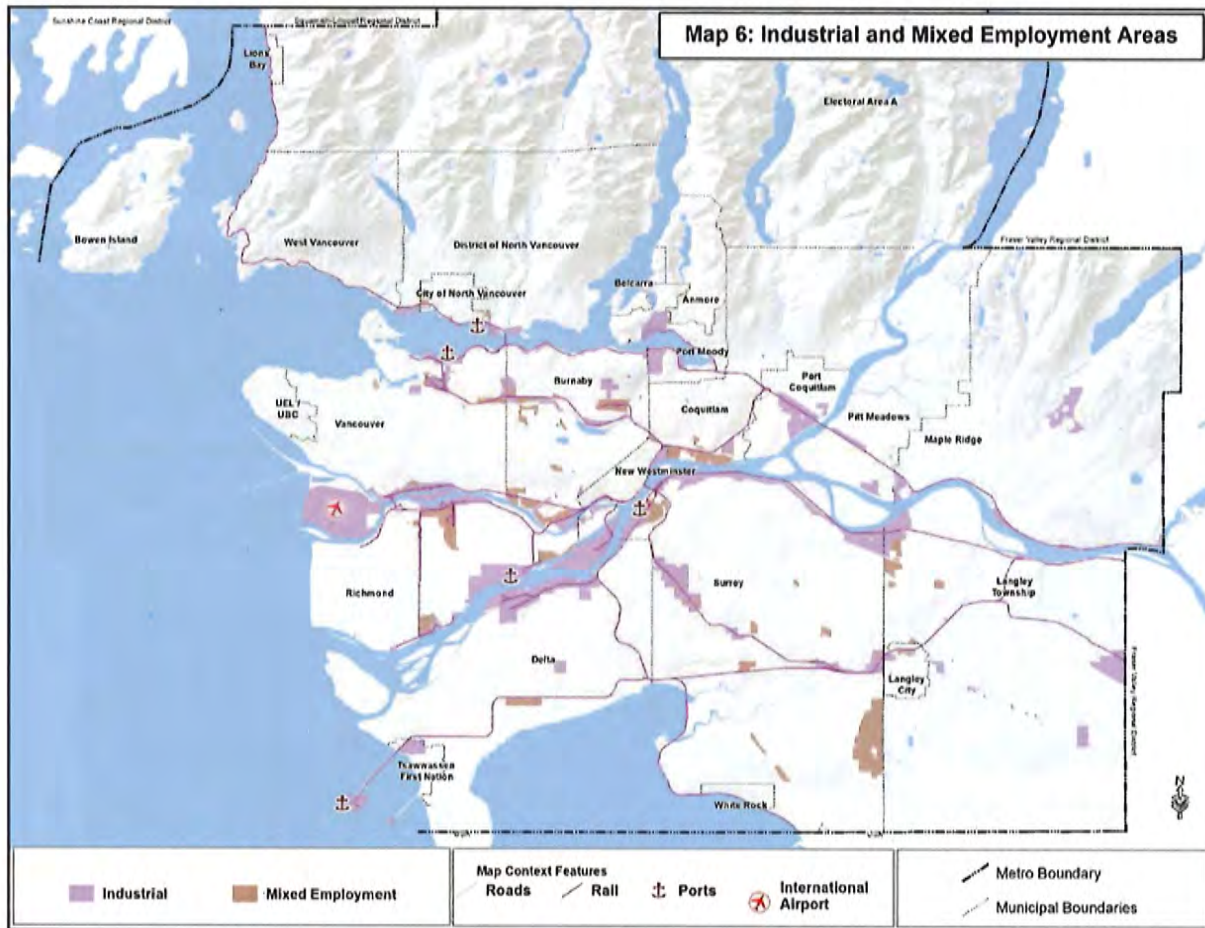 Sunshine Coast Regional District
Squamish-Lillooet Regional District
Map 6: Industrial and Mixed Employment Areas
Lions
Bay
Electoral Area A
Bowen Island
West Vancouver
District of North Vancouver
Fraser Valley Regional District
City of North Vancouver
Belcarra
Anmore
Port Moody
Burnaby
Port
Coquitlam
UEL /
UBC
Vancouver
Coquitlam
Pitt Meadows
Maple Ridge
New Westminster
Richmond
Surrey
Langley
Township
Delta
Langley
City
Fraser Valley Regional District
Tsawwassen
First Nation
White Rock
N
Industrial
Mixed Employment
Map Context Features
Roads
Rail
Ports
International
Airport
Metro Boundary
Municipal Boundaries